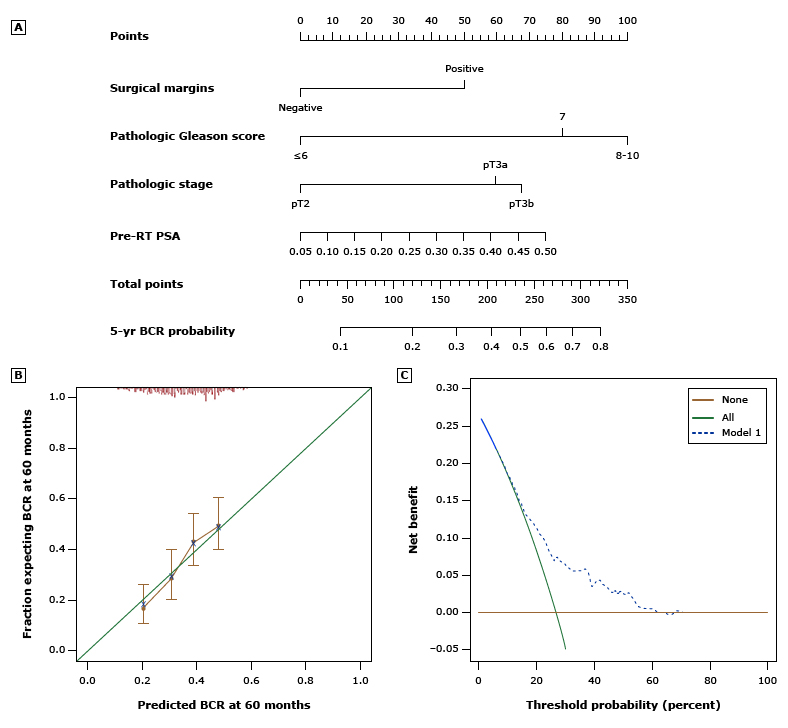 A
0 10 20 30 40 50 60 70 80 90 100
Points
Positive
Surgical margins
Negative
7
Pathologic Gleason score
≤6 8-10
pT3a
Pathologic stage
pT2 pT3b
Pre-RT PSA
0.05 0.10 0.15 0.20 0.25 0.30 0.35 0.40 0.45 0.50
Total points
0 50 100 150 200 250 300 350
5-yr BCR probability
0.1 0.2 0.3 0.4 0.5 0.6 0.7 0.8
B
1.0
0.8
0.6
0.4
0.2
0.0
Fraction expecting BCR at 60 months
0.0 0.2 0.4 0.6 0.8 1.0
Predicted BCR at 60 months
C
0.30
0.25
0.20
0.15
0.10
0.05
0.00
−0.05
Net benefit
None
All
Model 1
0 20 40 60 80 100
Threshold probability (percent)